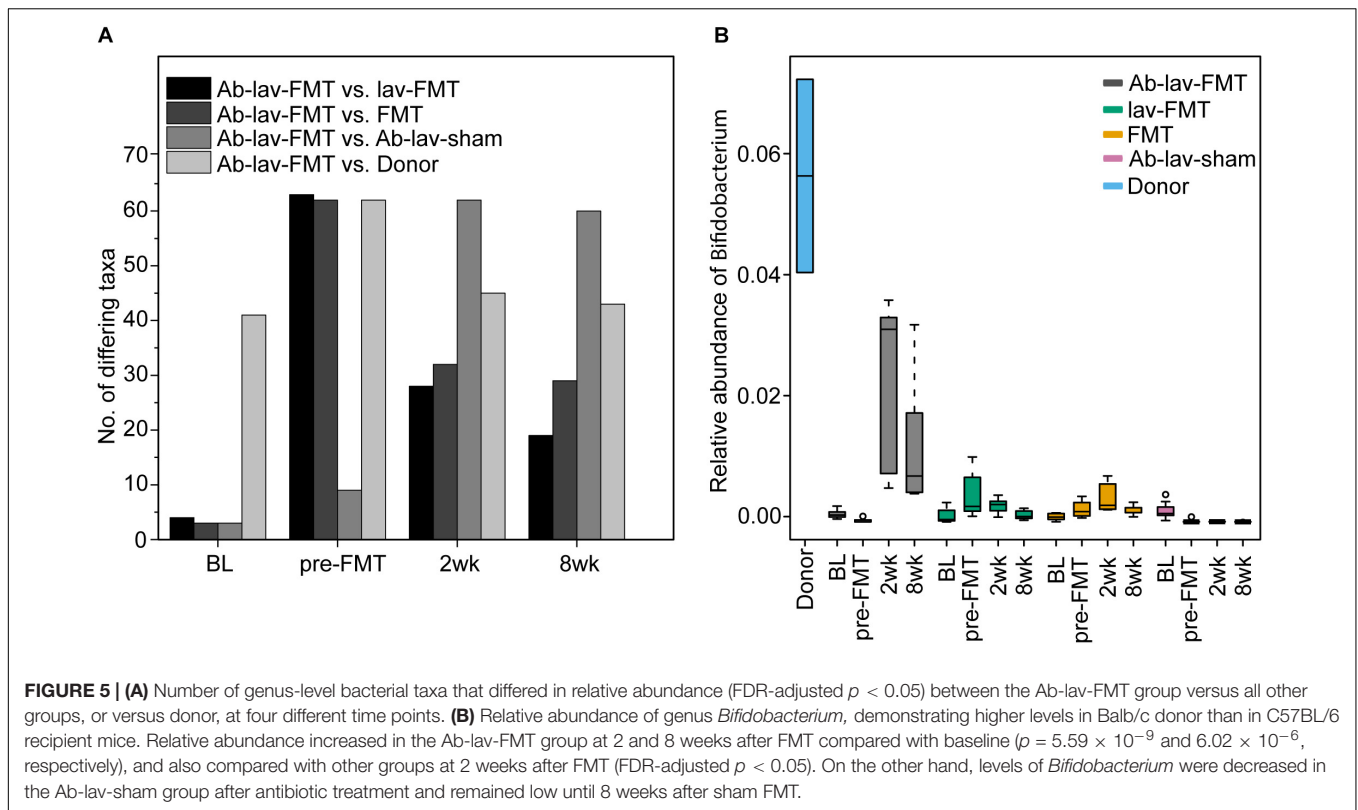 A
Ab-lav-FMT vs. lav-FMT
Ab-lav-FMT vs. FMT
Ab-lav-FMT vs. Ab-lav-sham
Ab-lav-FMT vs. Donor
No. of differing taxa
70
60
50
40
30
20
10
0
BL
pre-FMT
2wk
8wk
B
Ab-lav-FMT
lav-FMT
FMT
Ab-lav-sham
Donor
Relative abundance of Bifidobacterium
0.06
0.04
0.02
0.00
Donor
BL
pre-FMT
2wk
8wk
BL
pre-FMT
2wk
8wk
BL
pre-FMT
2wk
8wk
BL
pre-FMT
2wk
8wk
FIGURE 5 | (A) Number of genus-level bacterial taxa that differed in relative abundance (FDR-adjusted p < 0.05) between the Ab-lav-FMT group versus all other
groups, or versus donor, at four different time points. (B) Relative abundance of genus Bifidobacterium, demonstrating higher levels in Balb/c donor than in C57BL/6
recipient mice. Relative abundance increased in the Ab-lav-FMT group at 2 and 8 weeks after FMT compared with baseline (p = 5.59 × 10⁻⁹ and 6.02 × 10⁻⁶,
respectively), and also compared with other groups at 2 weeks after FMT (FDR-adjusted p < 0.05). On the other hand, levels of Bifidobacterium were decreased in
the Ab-lav-sham group after antibiotic treatment and remained low until 8 weeks after sham FMT.